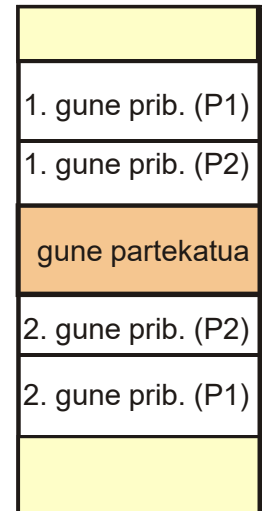 1. gune prib. (P1)
1. gune prib. (P2)
gune partekatua
2. gune prib. (P2)
2. gune prib. (P1)